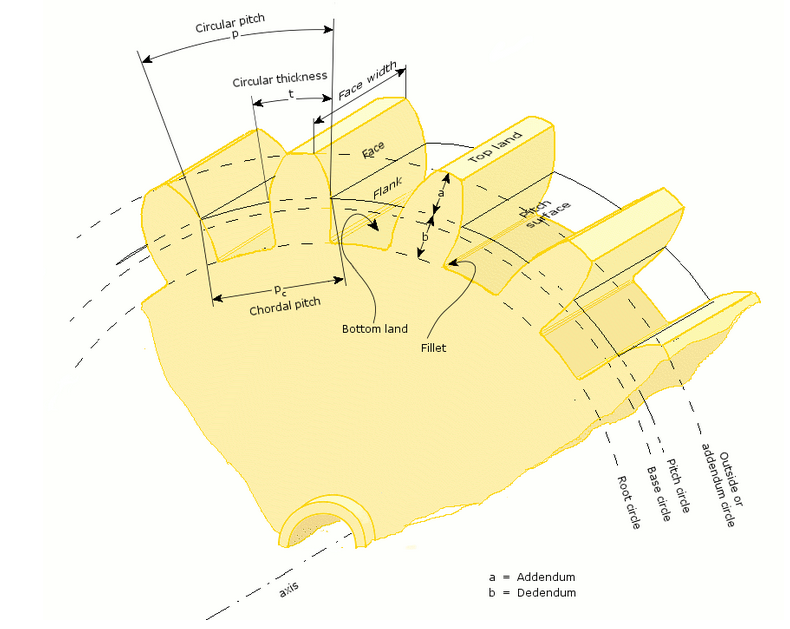 Circular pitch
p
Circular thickness
t
Face width
Face
Flank
Top land
a
b
Pitch
surface
Pc
Chordal pitch
Bottom land
Fillet
Outside or
addendum circle
Pitch circle
Base circle
Root circle
axis
a = Addendum
b = Dedendum